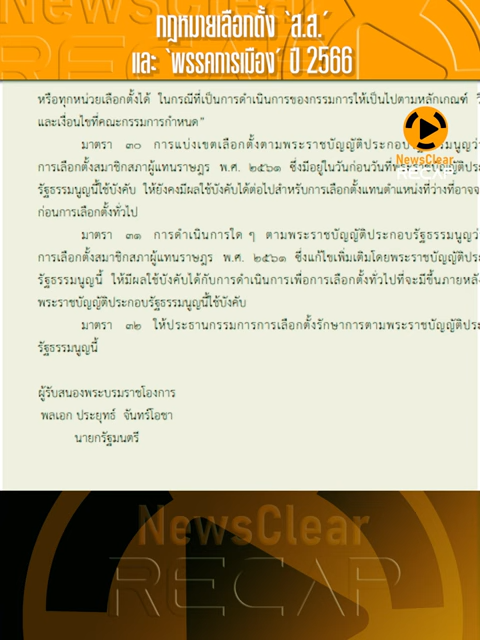 กฎหมายเลือกตั้ง `ส.ส.´
และ `พรรคการเมือง´ ปี 2566
หรือทุกหน่วยเลือกตั้งได้ ในกรณีที่เป็นการดำเนินการของกรรมการให้เป็นไปตามหลักเกณฑ์ วิ
และเงื่อนไขที่คณะกรรมการกำหนด”
มาตรา ๓๐ การแบ่งเขตเลือกตั้งตามพระราชบัญญัติประกอบรัฐธรรมนูญว่
การเลือกตั้งสมาชิกสภาผู้แทนราษฎร พ.ศ. ๒๕๖๑ ซึ่งมีอยู่ในวันก่อนวันที่พระราชบัญญัติประ
รัฐธรรมนูญนี้ใช้บังคับ ให้ยังคงมีผลใช้บังคับได้ต่อไปสำหรับการเลือกตั้งแทนตำแหน่งที่ว่างที่อาจจ
ก่อนการเลือกตั้งทั่วไป
มาตรา ๓๑ การดำเนินการใด ๆ ตามพระราชบัญญัติประกอบรัฐธรรมนูญว่
การเลือกตั้งสมาชิกสภาผู้แทนราษฎร พ.ศ. ๒๕๖๑ ซึ่งแก้ไขเพิ่มเติมโดยพระราชบัญญัติประ
รัฐธรรมนูญนี้ ให้มีผลใช้บังคับได้กับการดำเนินการเพื่อการเลือกตั้งทั่วไปที่จะมีขึ้นภายหลั
พระราชบัญญัติประกอบรัฐธรรมนูญนี้ใช้บังคับ
มาตรา ๓๒ ให้ประธานกรรมการการเลือกตั้งรักษาการตามพระราชบัญญัติประ
รัฐธรรมนูญนี้
ผู้รับสนองพระบรมราชโองการ
พลเอก ประยุทธ์ จันทร์โอชา
นายกรัฐมนตรี
NewsClear
RECAP
NewsClear
RECAP